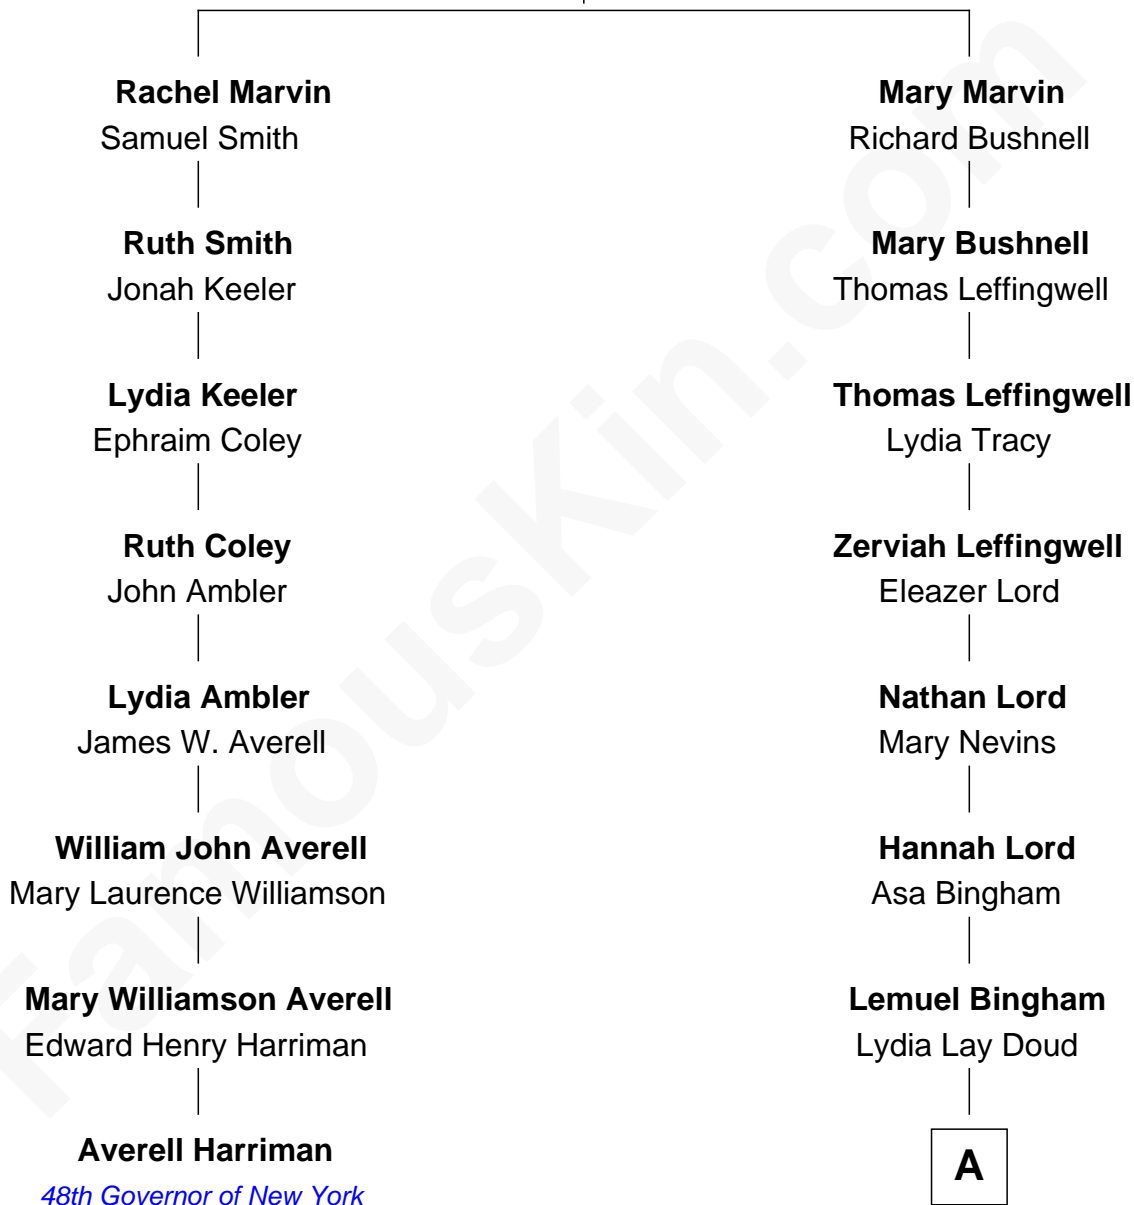 Rachel Marvin
Samuel Smith
Ruth Smith
Jonah Keeler
Lydia Keeler
Ephraim Coley
Ruth Coley
John Ambler
Lydia Ambler
James W. Averell
William John Averell
Mary Laurence Williamson
Mary Williamson Averell
Edward Henry Harriman
Averell Harriman
48th Governor of New York
Mary Marvin
Richard Bushnell
Mary Bushnell
Thomas Leffingwell
Thomas Leffingwell
Lydia Tracy
Zerviah Leffingwell
Eleazer Lord
Nathan Lord
Mary Nevins
Hannah Lord
Asa Bingham
Lemuel Bingham
Lydia Lay Doud
A
FamousKin.com